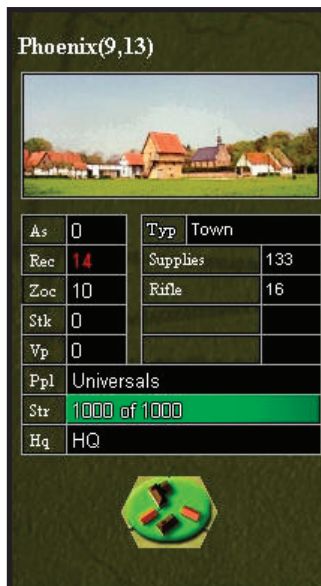 Phoenix(9,13)
As 0 Typ Town
Rec 14 Supplies 133
Zoc 10 Rifle 16
Stk 0
Vp 0
Ppl Universals
Str 1000 of 1000
Hq HQ